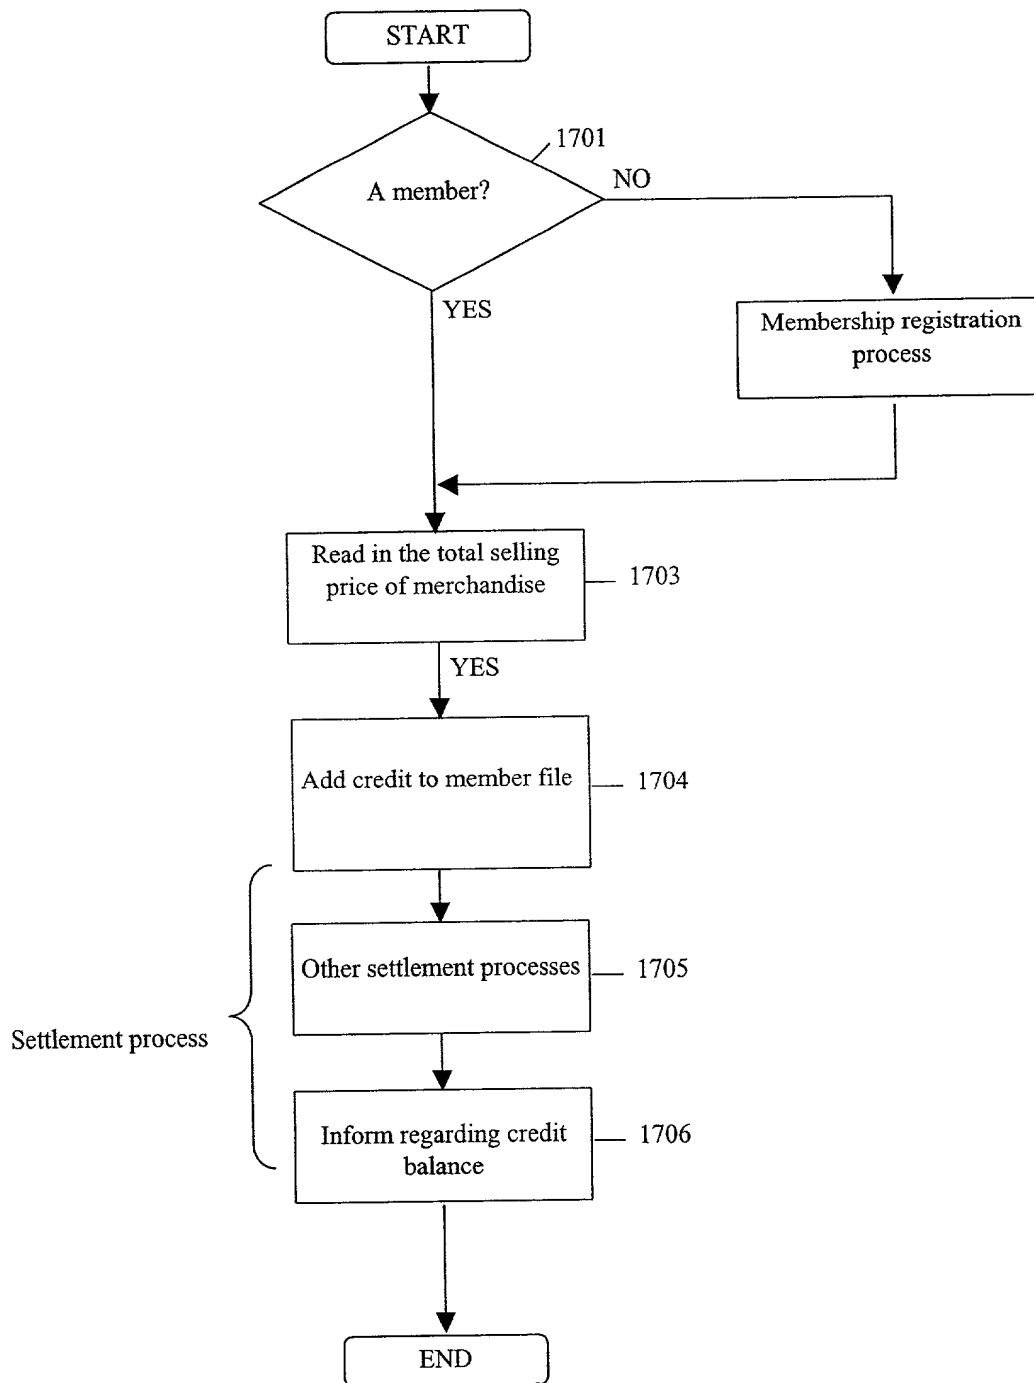 START
1701
A member?
NO
YES
Membership registration
process
Read in the total selling
price of merchandise
1703
YES
Add credit to member file
1704
Other settlement processes
1705
Settlement process
Inform regarding credit
balance
1706
END